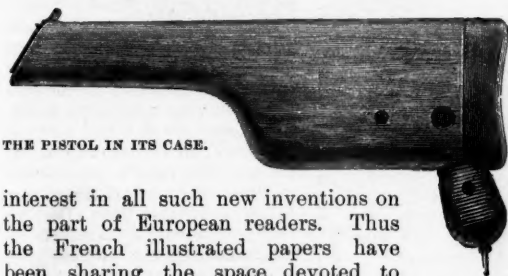 THE PISTOL IN ITS CASE.
interest in all such new inventions on
the part of European readers. Thus
the French illustrated papers have
been sharing the space devoted to